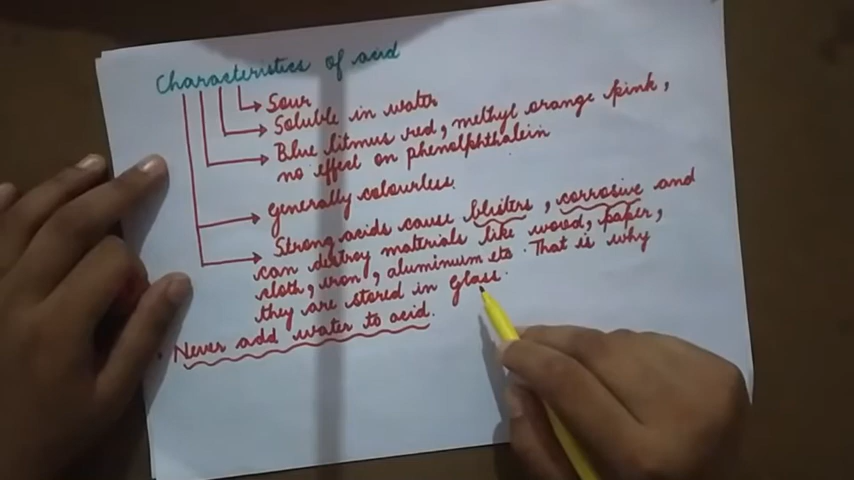 Characteristics of acid
Sour
Soluble in water
Blue litmus red, methyl orange pink,
no effect on phenolphthalein
generally colourless.
Strong acids cause blisters, corrosive and
can destroy materials like wood, paper,
cloth, iron, aluminum etc. That is why
they are stored in glass.
Never add water to acid.